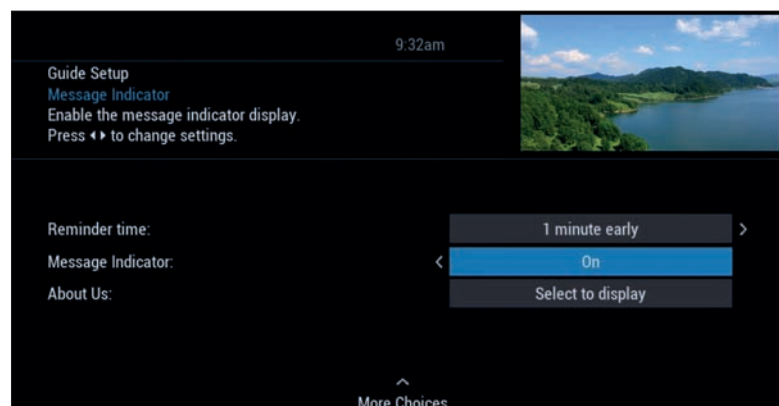 9:32am
Guide Setup
Message Indicator
Enable the message indicator display.
Press ◂ ▸ to change settings.
Reminder time: 1 minute early >
Message Indicator: < On
About Us: Select to display
More Choices